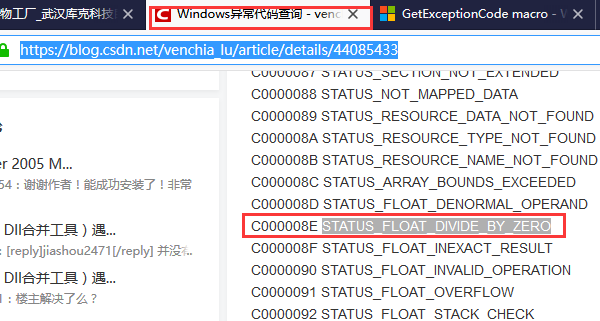 物工厂_武汉库克科技
Windows异常代码查询 - venc
GetExceptionCode macro - W
https://blog.csdn.net/venchia_lu/article/details/44085433
C0000087 STATUS_SECTION_NOT_EXTENDED
C0000088 STATUS_NOT_MAPPED_DATA
C0000089 STATUS_RESOURCE_DATA_NOT_FOUND
C000008A STATUS_RESOURCE_TYPE_NOT_FOUND
C000008B STATUS_RESOURCE_NAME_NOT_FOUND
C000008C STATUS_ARRAY_BOUNDS_EXCEEDED
C000008D STATUS_FLOAT_DENORMAL_OPERAND
C000008E STATUS_FLOAT_DIVIDE_BY_ZERO
C000008F STATUS_FLOAT_INEXACT_RESULT
C0000090 STATUS_FLOAT_INVALID_OPERATION
C0000091 STATUS_FLOAT_OVERFLOW
C0000092 STATUS_FLOAT_STACK_CHECK
er 2005 M...
54：谢谢作者！能成功安装了！非常
Dll合并工具）遇...
: [reply]jiashou2471[/reply] 并没
Dll合并工具）遇...
1：楼主解决了么？